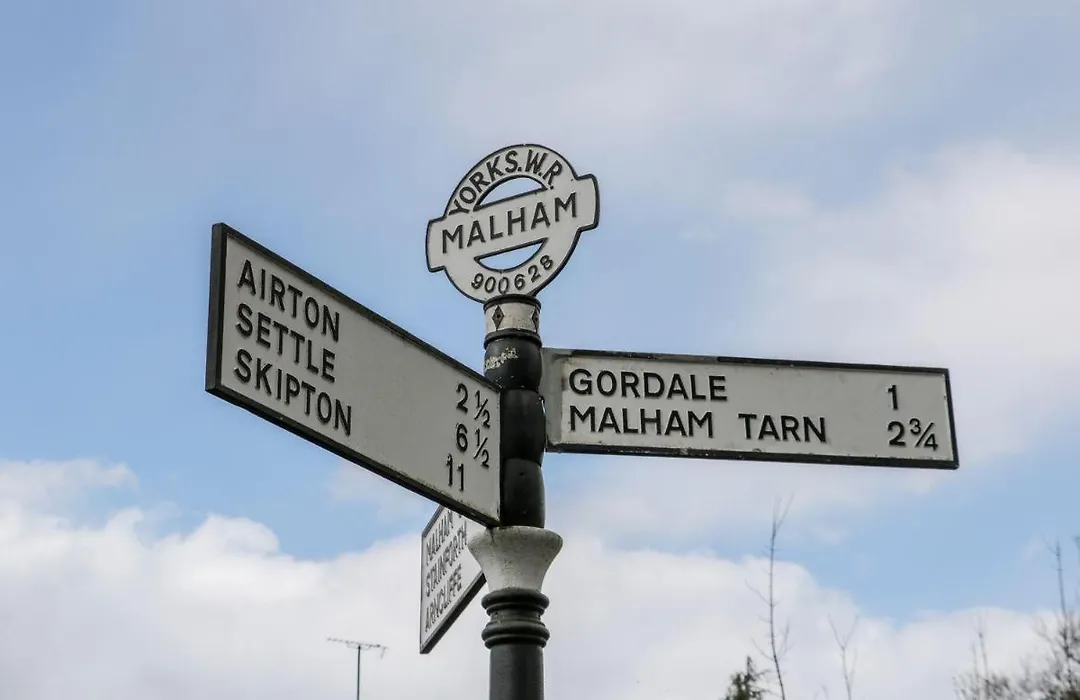 YORKS.W.R
MALHAM
900628
AIRTON 2½
SETTLE 6½
SKIPTON 11
GORDALE 1
MALHAM TARN 2¾
MALHAM
STAINFORTH
ARNCLIFFE